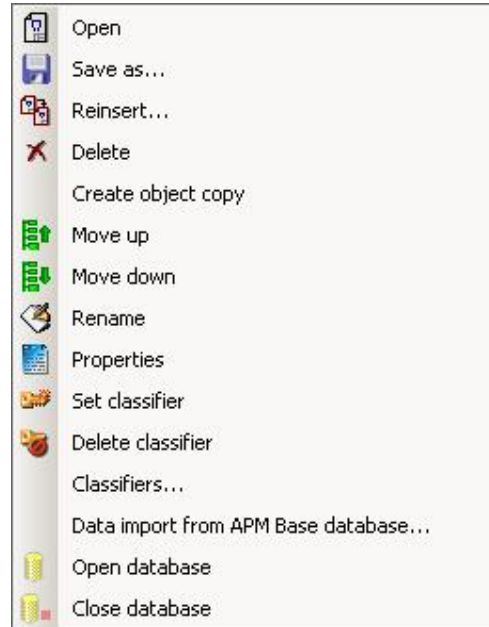 Open
Save as...
Reinsert...
Delete
Create object copy
Move up
Move down
Rename
Properties
Set classifier
Delete classifier
Classifiers...
Data import from APM Base database...
Open database
Close database